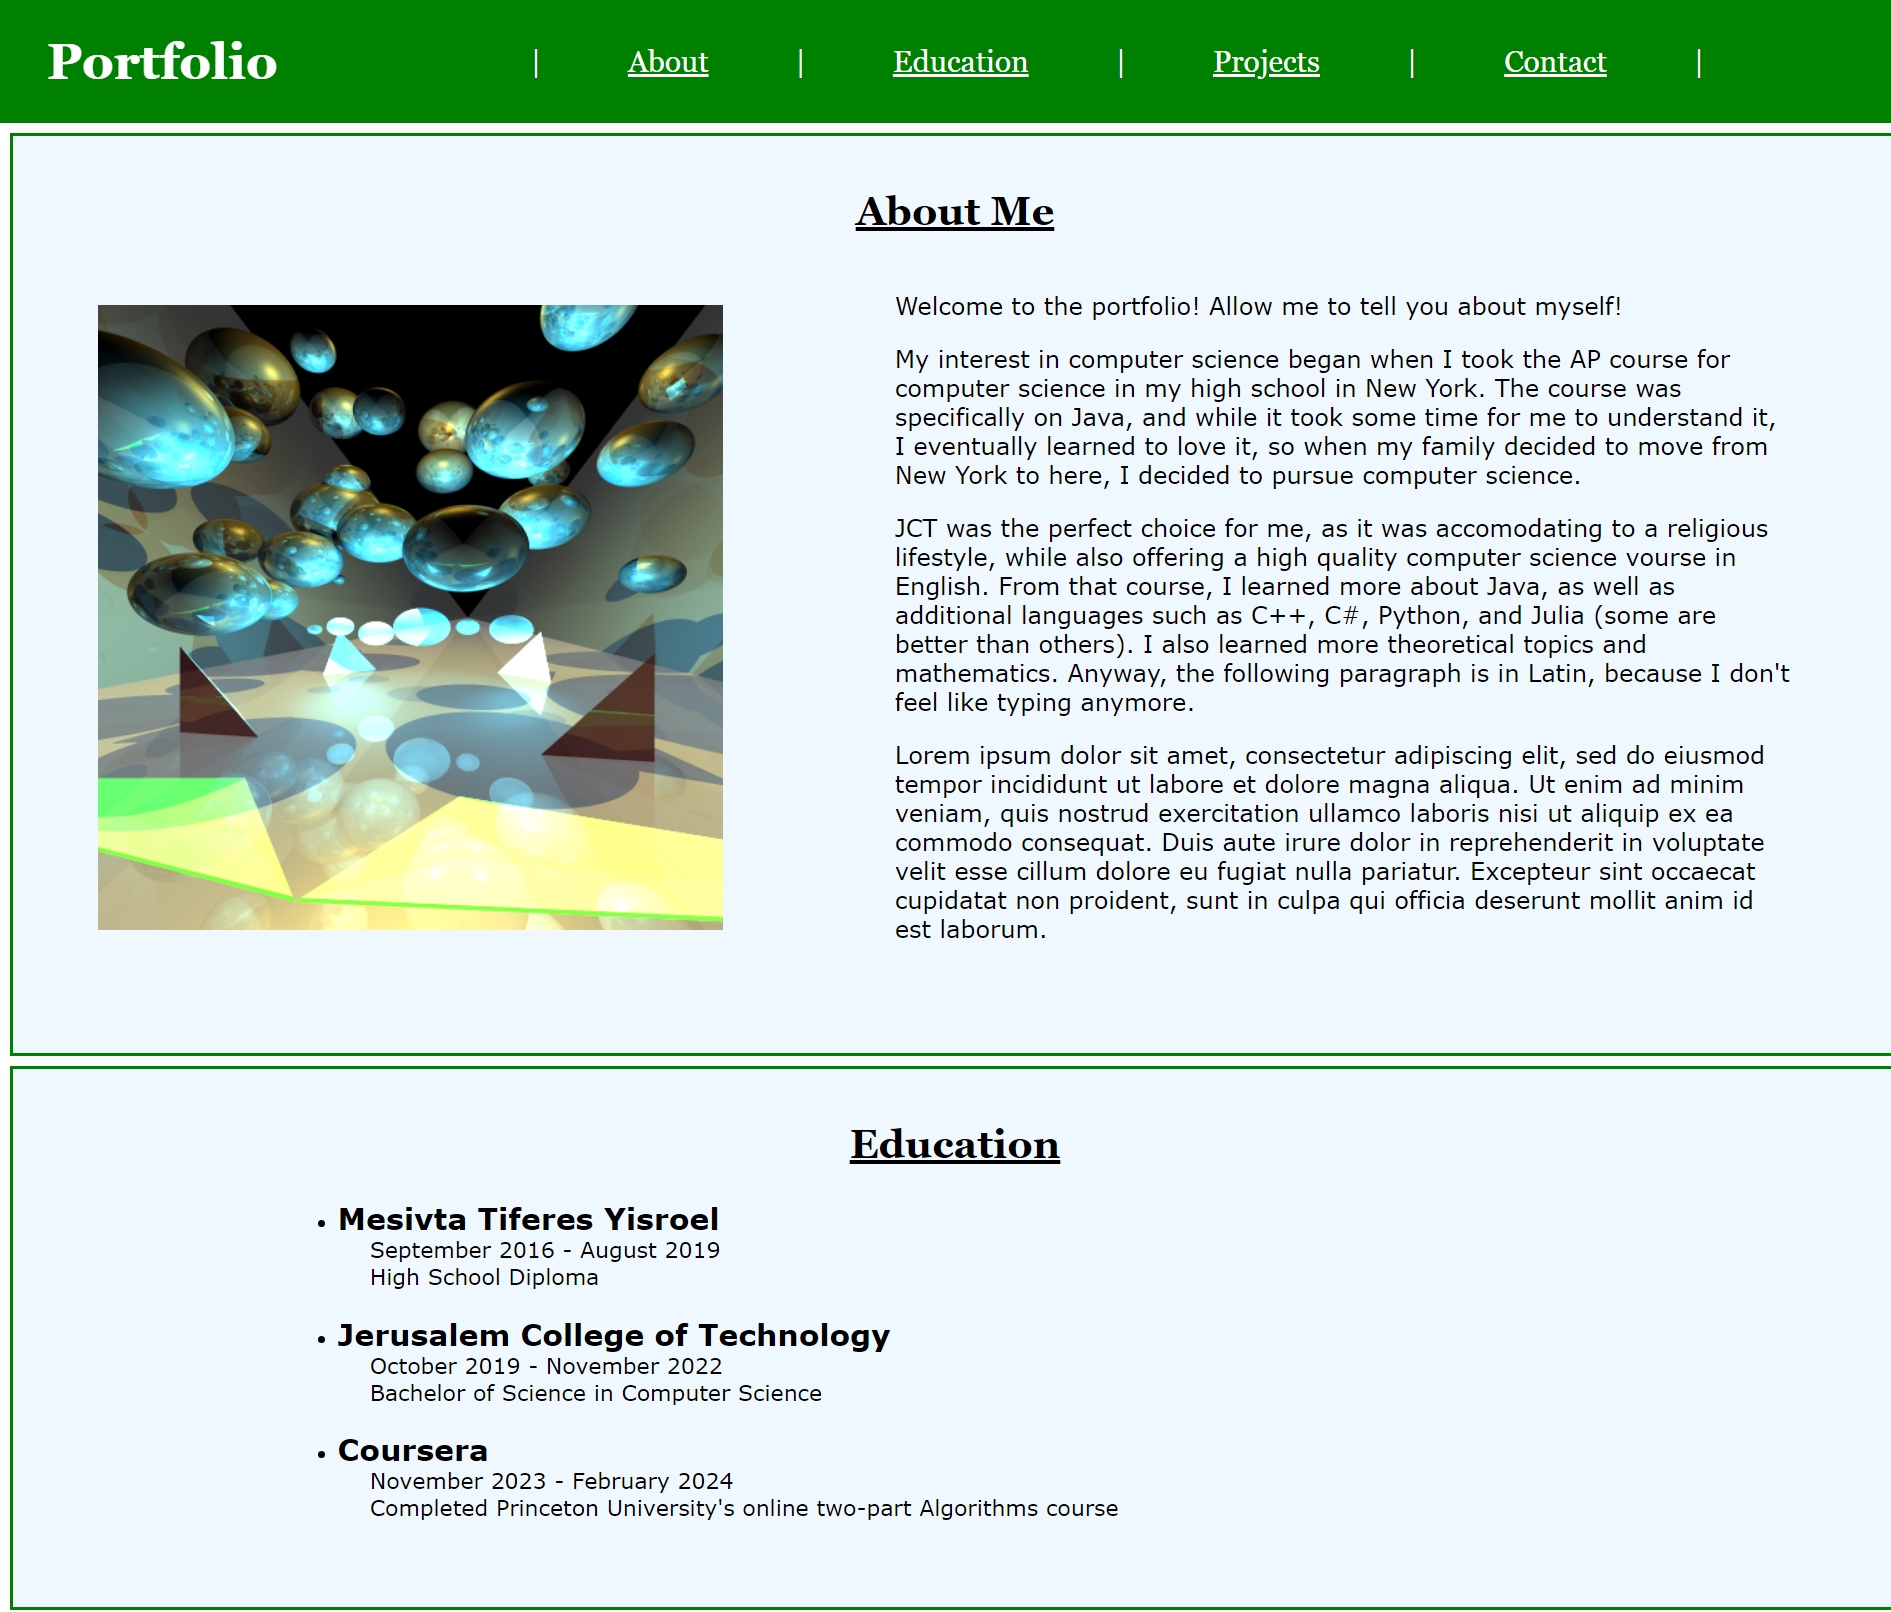 Portfolio | About | Education | Projects | Contact |
About Me
Welcome to the portfolio! Allow me to tell you about myself!
My interest in computer science began when I took the AP course for
computer science in my high school in New York. The course was
specifically on Java, and while it took some time for me to understand it,
I eventually learned to love it, so when my family decided to move from
New York to here, I decided to pursue computer science.
JCT was the perfect choice for me, as it was accomodating to a religious
lifestyle, while also offering a high quality computer science vourse in
English. From that course, I learned more about Java, as well as
additional languages such as C++, C#, Python, and Julia (some are
better than others). I also learned more theoretical topics and
mathematics. Anyway, the following paragraph is in Latin, because I don't
feel like typing anymore.
Lorem ipsum dolor sit amet, consectetur adipiscing elit, sed do eiusmod
tempor incididunt ut labore et dolore magna aliqua. Ut enim ad minim
veniam, quis nostrud exercitation ullamco laboris nisi ut aliquip ex ea
commodo consequat. Duis aute irure dolor in reprehenderit in voluptate
velit esse cillum dolore eu fugiat nulla pariatur. Excepteur sint occaecat
cupidatat non proident, sunt in culpa qui officia deserunt mollit anim id
est laborum.
Education
• Mesivta Tiferes Yisroel
September 2016 - August 2019
High School Diploma
• Jerusalem College of Technology
October 2019 - November 2022
Bachelor of Science in Computer Science
• Coursera
November 2023 - February 2024
Completed Princeton University's online two-part Algorithms course